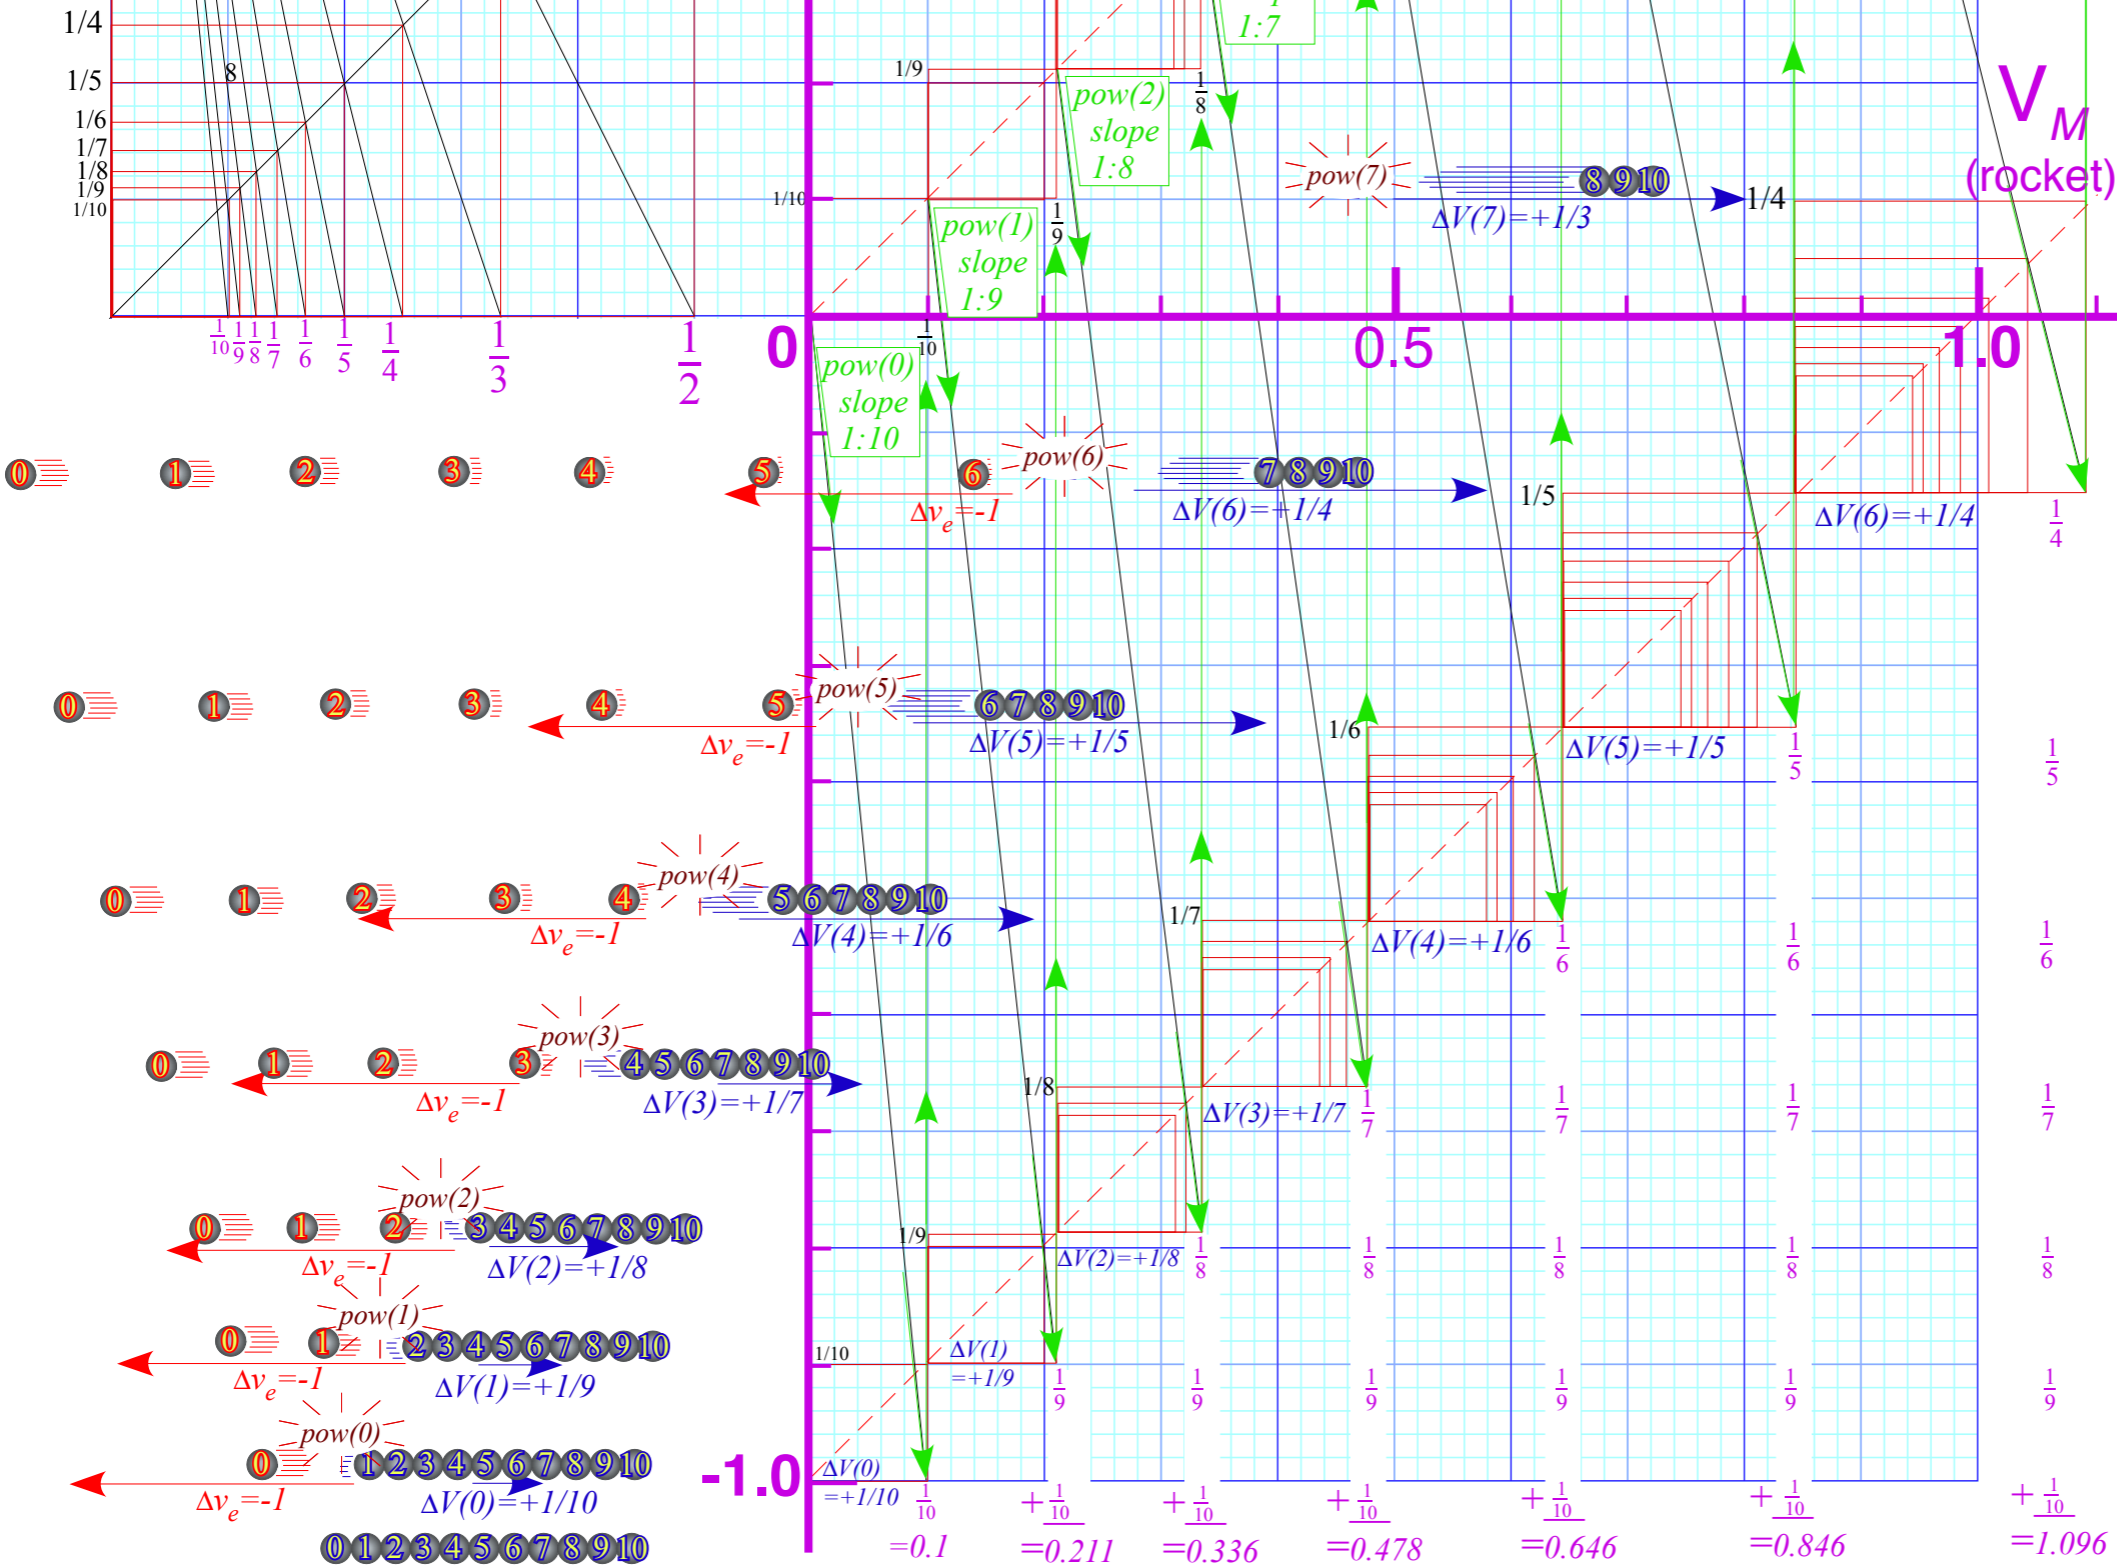 1/4
1/5
1/6
1/7
1/8
1/9
1/10
8
1/10 1/9 1/8 1/7 1/6 1/5 1/4 1/3 1/2
0
1/10
0.5
1.0
V_M
(rocket)
1:7
1/9
1/8
pow(2)
slope
1:8
1/10
1/9
pow(1)
slope
1:9
pow(0)
slope
1:10
pow(7)
8 9 10
ΔV(7)=+1/3
1/4
0 1 2 3 4 5 6
pow(6)
7 8 9 10
Δv_e=-1
ΔV(6)=+1/4
1/5
ΔV(6)=+1/4
1/4
0 1 2 3 4 5
pow(5)
6 7 8 9 10
Δv_e=-1
ΔV(5)=+1/5
1/6
ΔV(5)=+1/5
1/5 1/5
0 1 2 3 4
pow(4)
5 6 7 8 9 10
Δv_e=-1
ΔV(4)=+1/6
1/7
ΔV(4)=+1/6
1/6 1/6 1/6
0 1 2 3
pow(3)
4 5 6 7 8 9 10
Δv_e=-1
ΔV(3)=+1/7
1/8
ΔV(3)=+1/7
1/7 1/7 1/7 1/7
0 1 2
pow(2)
3 4 5 6 7 8 9 10
Δv_e=-1
ΔV(2)=+1/8
1/9
ΔV(2)=+1/8
1/8 1/8 1/8 1/8 1/8
0 1
pow(1)
2 3 4 5 6 7 8 9 10
Δv_e=-1
ΔV(1)=+1/9
1/10
ΔV(1)
=+1/9
1/9 1/9 1/9 1/9 1/9 1/9
0
pow(0)
1 2 3 4 5 6 7 8 9 10
Δv_e=-1
ΔV(0)=+1/10
-1.0
ΔV(0)
=+1/10
1/10 +1/10 +1/10 +1/10 +1/10 +1/10 +1/10
0 1 2 3 4 5 6 7 8 9 10
=0.1 =0.211 =0.336 =0.478 =0.646 =0.846 =1.096